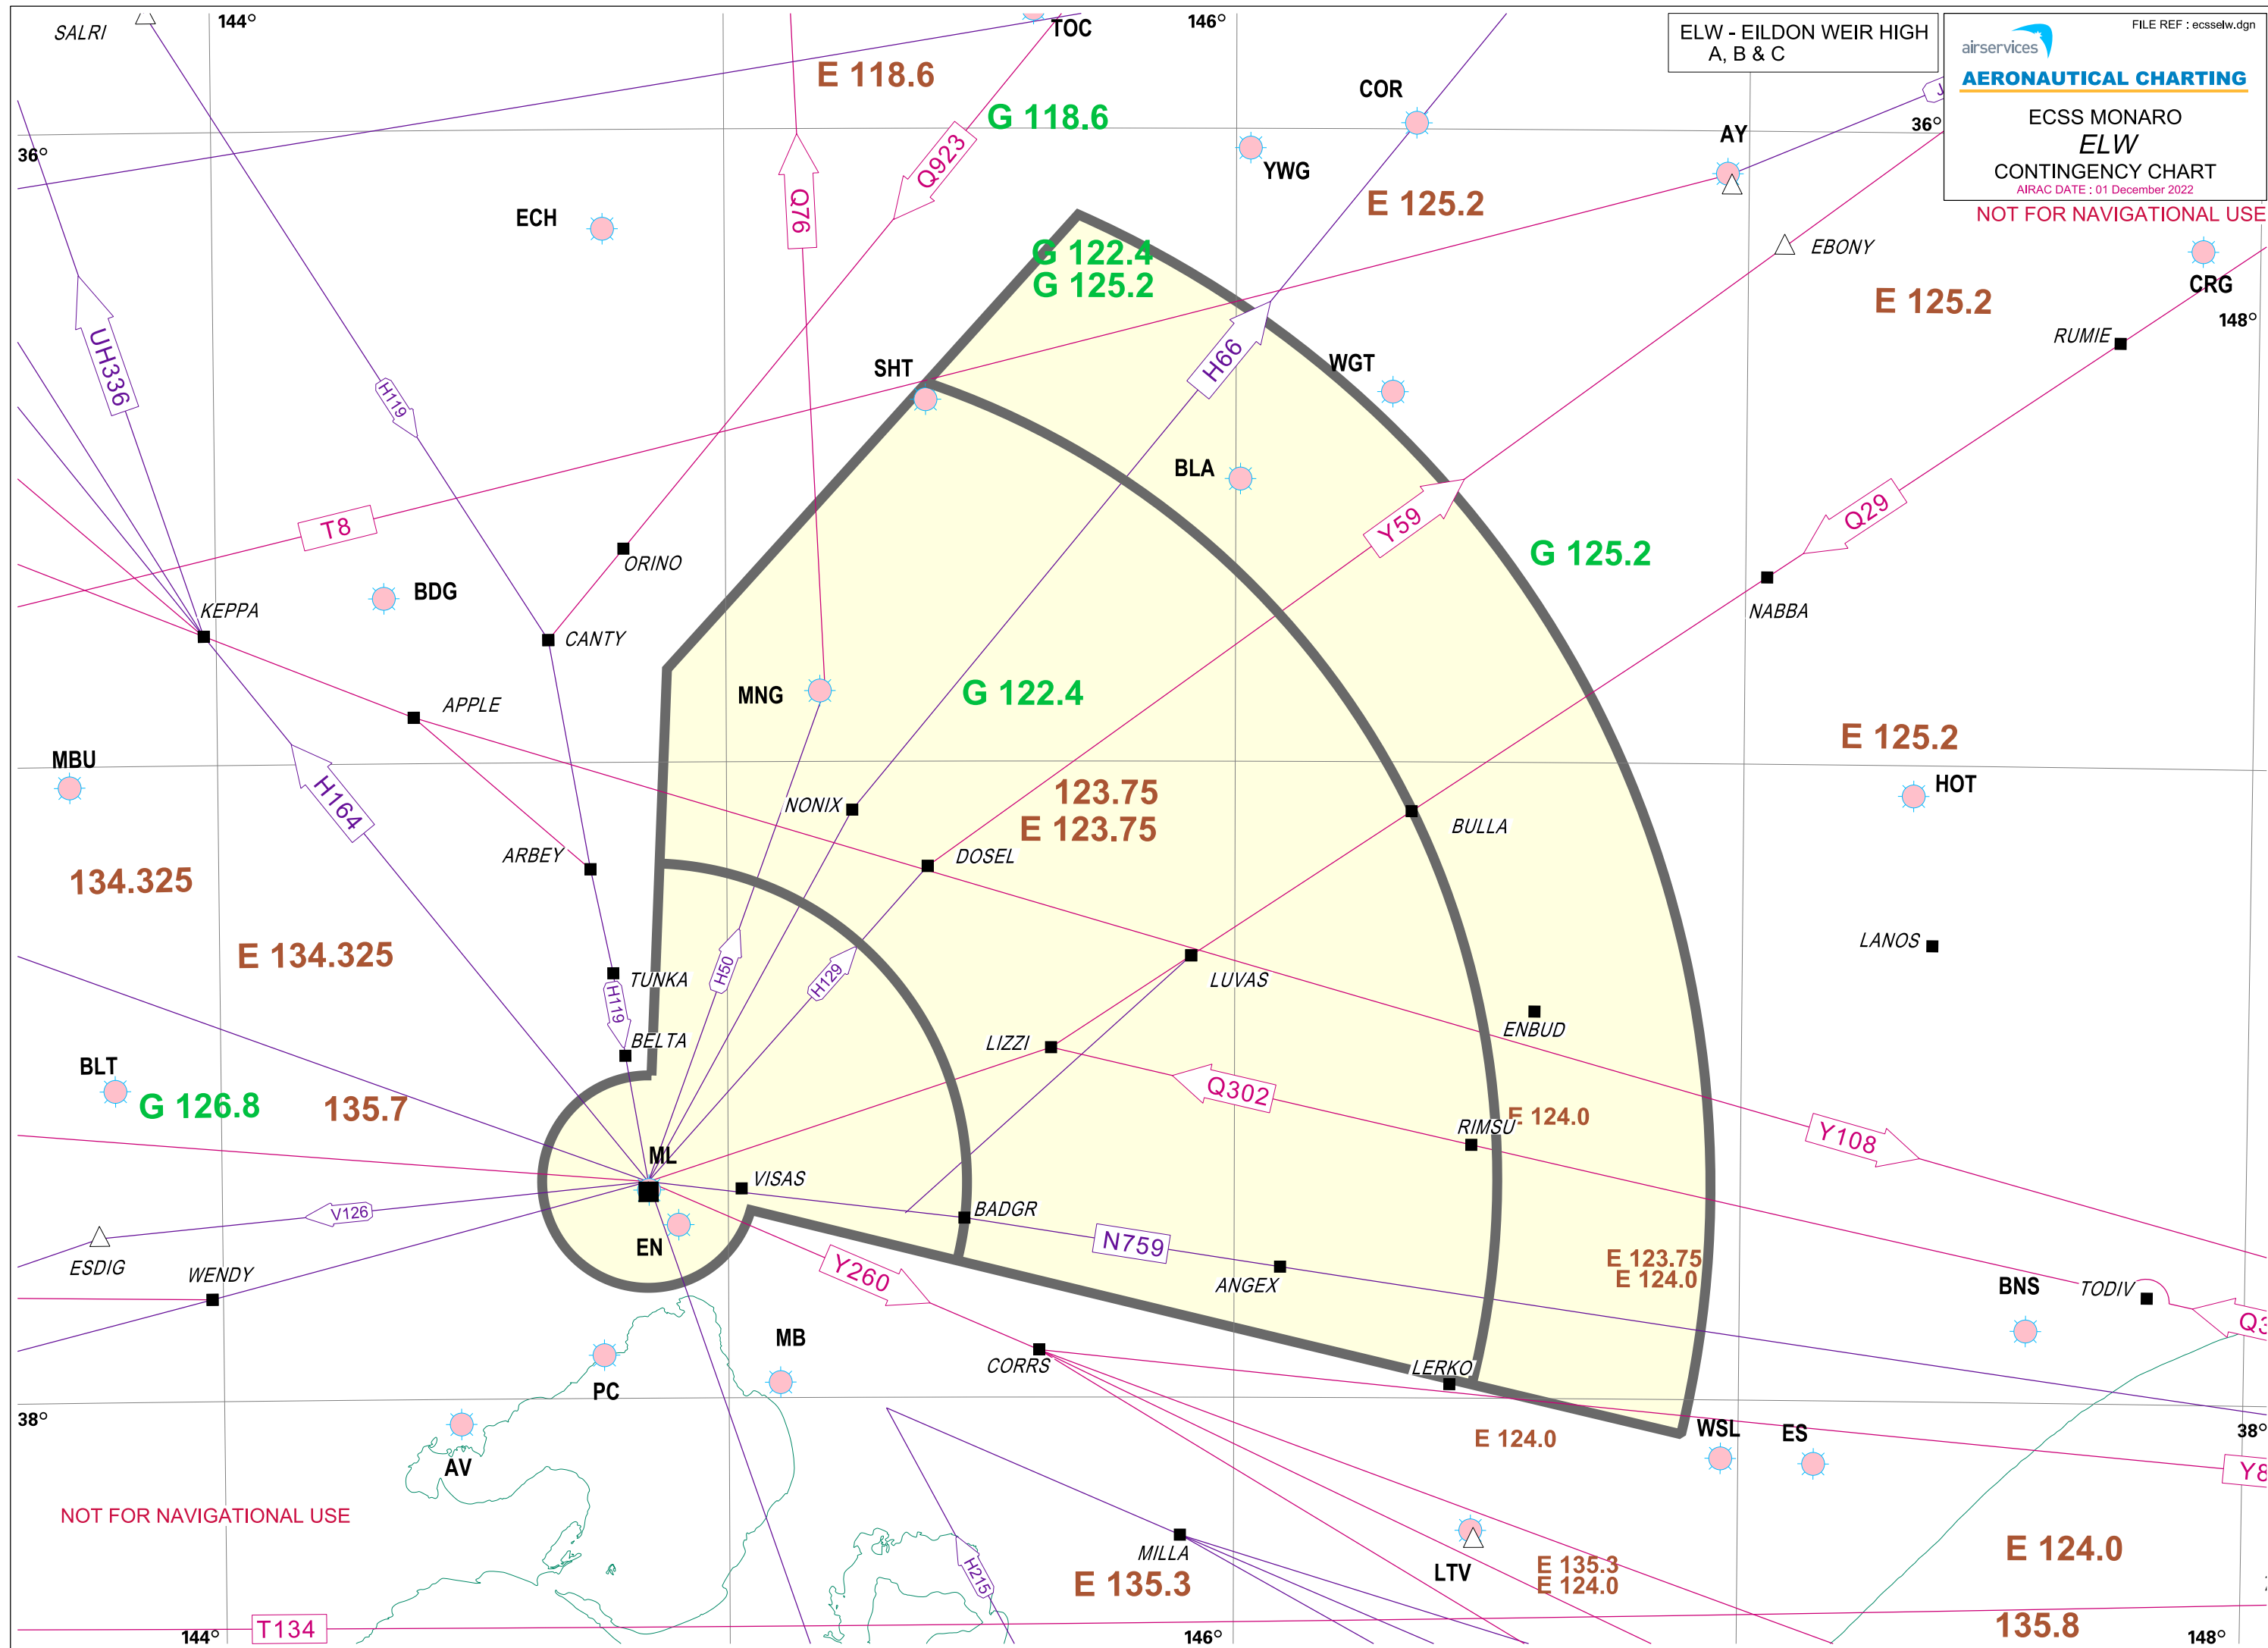 SALRI
144°
TOC
146°
ELW - EILDON WEIR HIGH
A, B & C
FILE REF : ecsselw.dgn
airservices
AERONAUTICAL CHARTING
ECSS MONARO
ELW
CONTINGENCY CHART
AIRAC DATE : 01 December 2022
NOT FOR NAVIGATIONAL USE
E 118.6
G 118.6
COR
AY
36°
36°
Q923
YWG
Q76
ECH
E 125.2
EBONY
CRG
148°
G 122.4
G 125.2
E 125.2
RUMIE
UH336
H119
SHT
H66
WGT
BLA
T8
Y59
Q29
ORINO
G 125.2
BDG
KEPPA
CANTY
NABBA
MNG
G 122.4
APPLE
E 125.2
MBU
HOT
H164
NONIX
123.75
E 123.75
BULLA
ARBEY
DOSEL
134.325
E 134.325
H50
H129
LANOS
TUNKA
LUVAS
H119
ENBUD
BELTA
LIZZI
BLT
G 126.8
135.7
Q302
E 124.0
RIMSU
Y108
ML
VISAS
V126
BADGR
EN
N759
ESDIG
WENDY
Y260
ANGEX
E 123.75
E 124.0
BNS
TODIV
Q3
MB
CORRS
LERKO
PC
38°
38°
AV
E 124.0
WSL
ES
Y8
NOT FOR NAVIGATIONAL USE
MILLA
H215
E 135.3
LTV
E 135.3
E 124.0
E 124.0
135.8
144°
T134
146°
148°